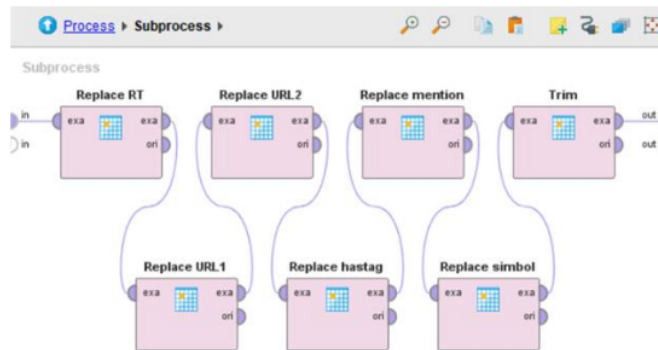 Process Subprocess
Subprocess
Replace RT Replace URL2 Replace mention Trim
in exa exa exa exa exa exa exa exa out
in ori ori ori ori out
Replace URL1 Replace hastag Replace simbol
exa exa exa exa exa exa
ori ori ori